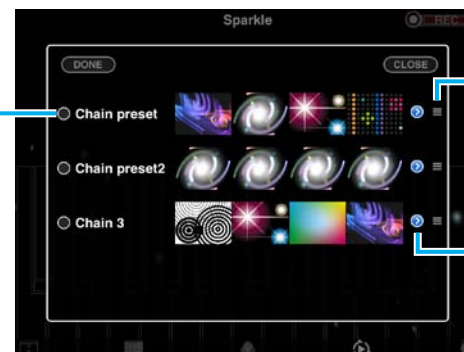 Sparkle
REC
DONE
CLOSE
Chain preset
Chain preset2
Chain 3